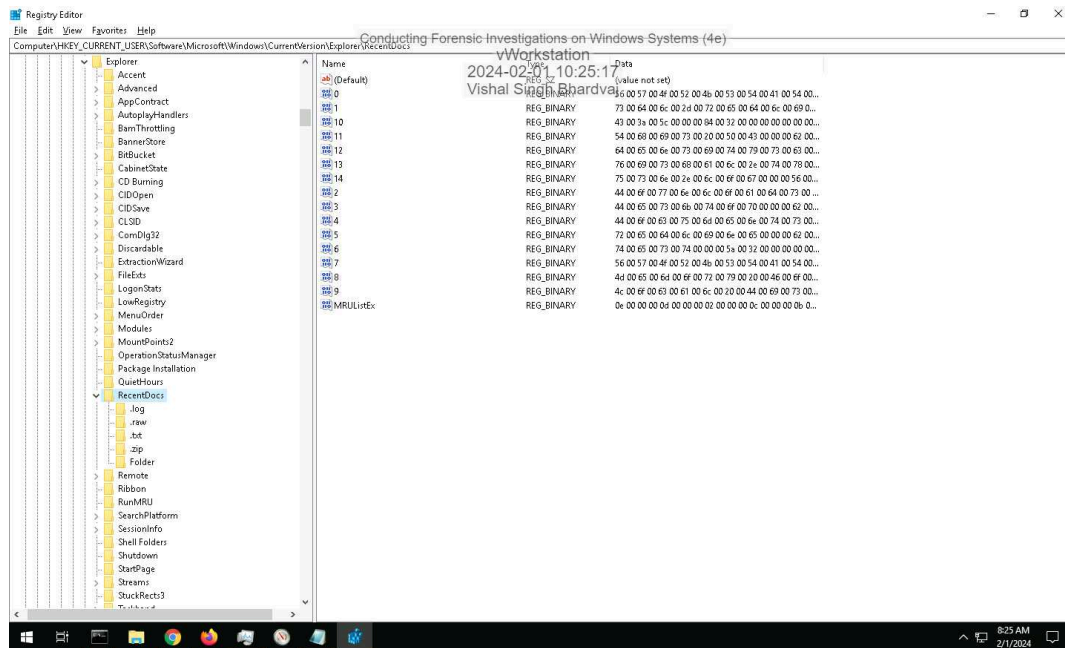 Registry Editor
File Edit View Favorites Help
Computer\HKEY_CURRENT_USER\Software\Microsoft\Windows\CurrentVersion\Explorer\RecentDocs
Conducting Forensic Investigations on Windows Systems (4e)
vWorkstation
2024-02-01 10:25:17
Vishal Singh Bhardvaj
Explorer
Accent
Advanced
AppContract
AutoplayHandlers
BamThrottling
BannerStore
BitBucket
CabinetState
CD Burning
CIDOpen
CIDSave
CLSID
ComDlg32
Discardable
ExtractionWizard
FileExts
LogonStats
LowRegistry
MenuOrder
Modules
MountPoints2
OperationStatusManager
Package Installation
QuietHours
RecentDocs
.log
.raw
.txt
.zip
Folder
Remote
Ribbon
RunMRU
SearchPlatform
SessionInfo
Shell Folders
Shutdown
StartPage
Streams
StuckRects3
Name Type Data
(Default) REG_SZ (value not set)
0 REG_BINARY 56 00 57 00 4f 00 52 00 4b 00 53 00 54 00 41 00 54 00...
1 REG_BINARY 73 00 64 00 6c 00 2d 00 72 00 65 00 64 00 6c 00 69 0...
10 REG_BINARY 43 00 3a 00 5c 00 00 00 84 00 32 00 00 00 00 00 00 00...
11 REG_BINARY 54 00 68 00 69 00 73 00 20 00 50 00 43 00 00 00 62 00...
12 REG_BINARY 64 00 65 00 6e 00 73 00 69 00 74 00 79 00 73 00 63 00...
13 REG_BINARY 76 00 69 00 73 00 68 00 61 00 6c 00 2e 00 74 00 78 00...
14 REG_BINARY 75 00 73 00 6e 00 2e 00 6c 00 6f 00 67 00 00 00 56 00...
2 REG_BINARY 44 00 6f 00 77 00 6e 00 6c 00 6f 00 61 00 64 00 73 00 ...
3 REG_BINARY 44 00 65 00 73 00 6b 00 74 00 6f 00 70 00 00 00 62 00...
4 REG_BINARY 44 00 6f 00 63 00 75 00 6d 00 65 00 6e 00 74 00 73 00...
5 REG_BINARY 72 00 65 00 64 00 6c 00 69 00 6e 00 65 00 00 00 62 00...
6 REG_BINARY 74 00 65 00 73 00 74 00 00 00 5a 00 32 00 00 00 00 00...
7 REG_BINARY 56 00 57 00 4f 00 52 00 4b 00 53 00 54 00 41 00 54 00...
8 REG_BINARY 4d 00 65 00 6d 00 6f 00 72 00 79 00 20 00 46 00 6f 00...
9 REG_BINARY 4c 00 6f 00 63 00 61 00 6c 00 20 00 44 00 69 00 73 00...
MRUListEx REG_BINARY 0e 00 00 00 0d 00 00 00 02 00 00 00 0c 00 00 00 0b 0...
8:25 AM
2/1/2024